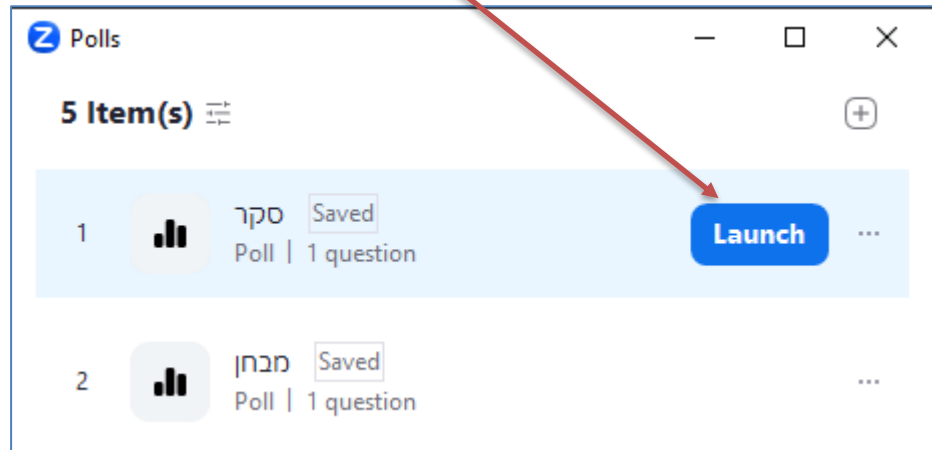 Polls
5 Item(s)
1
סקר Saved
Poll | 1 question
Launch
...
2
מבחן Saved
Poll | 1 question
...